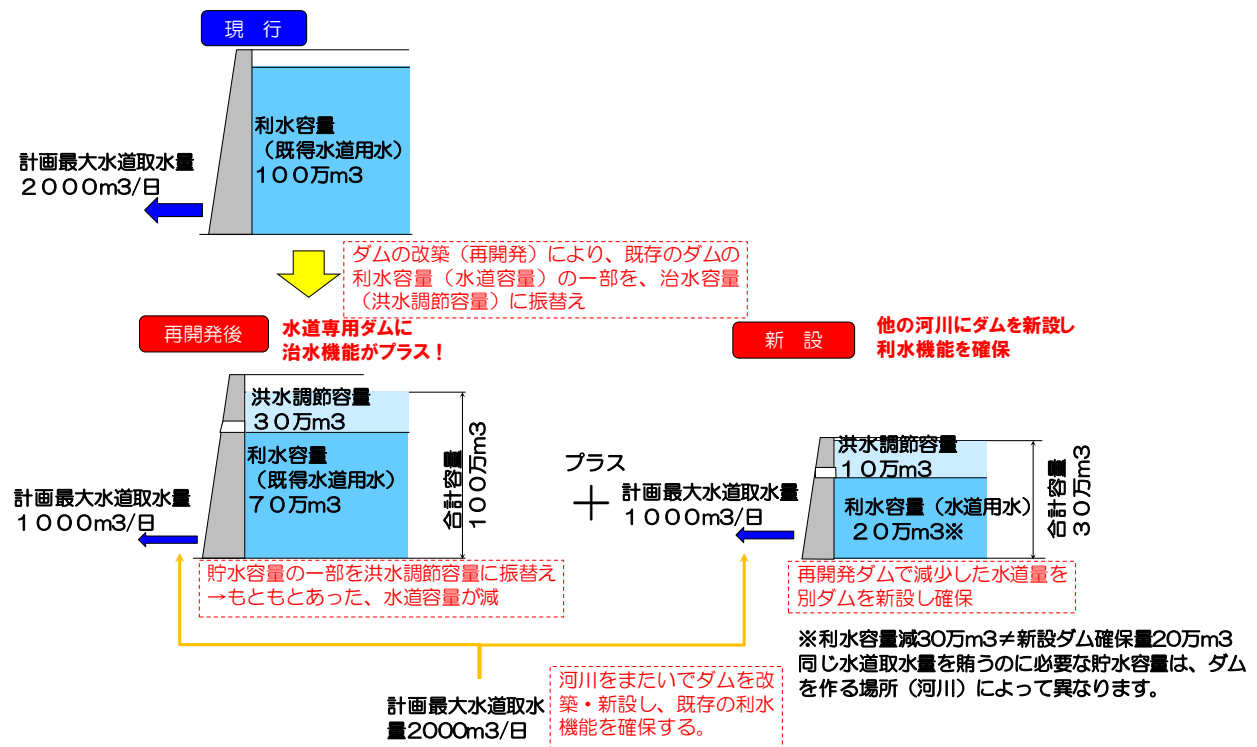 現　行
利水容量
（既得水道用水）
１００万m3
計画最大水道取水量
２０００m3/日
ダムの改築（再開発）により、既存のダムの
利水容量（水道容量）の一部を、治水容量
（洪水調節容量）に振替え
再開発後
水道専用ダムに
治水機能がプラス！
新　設
他の河川にダムを新設し
利水機能を確保
洪水調節容量
３０万m3
利水容量
（既得水道用水）
７０万m3
合計容量
１００万m3
計画最大水道取水量
１０００m3/日
貯水容量の一部を洪水調節容量に振替え
→もともとあった、水道容量が減
プラス
＋
計画最大水道取水量
１０００m3/日
洪水調節容量
１０万m3
利水容量（水道用水）
２０万m3※
合計容量
３０万m3
再開発ダムで減少した水道量を
別ダムを新設し確保
※利水容量減30万m3≠新設ダム確保量20万m3
同じ水道取水量を賄うのに必要な貯水容量は、ダム
を作る場所（河川）によって異なります。
計画最大水道取水
量2000m3/日
河川をまたいでダムを改
築・新設し、既存の利水
機能を確保する。